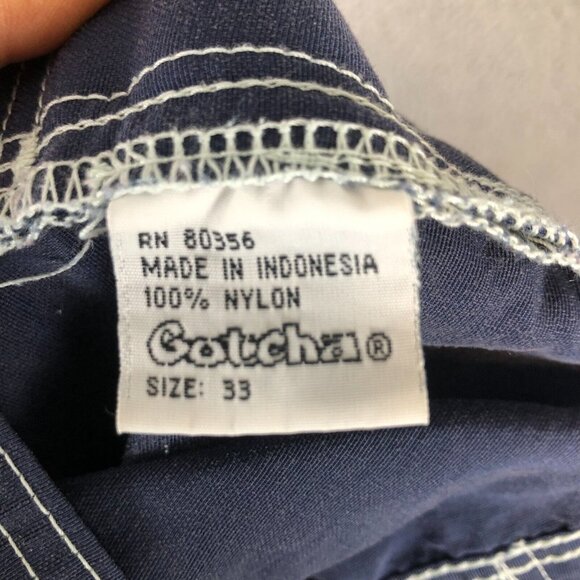 RN 80356
MADE IN INDONESIA
100% NYLON
Gotcha®
SIZE: 33